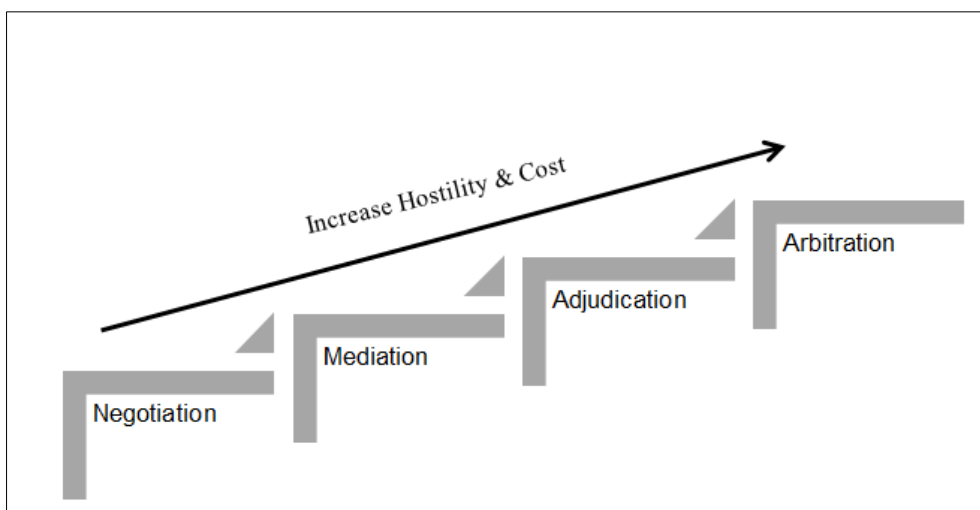 Increase Hostility & Cost
Arbitration
Adjudication
Mediation
Negotiation